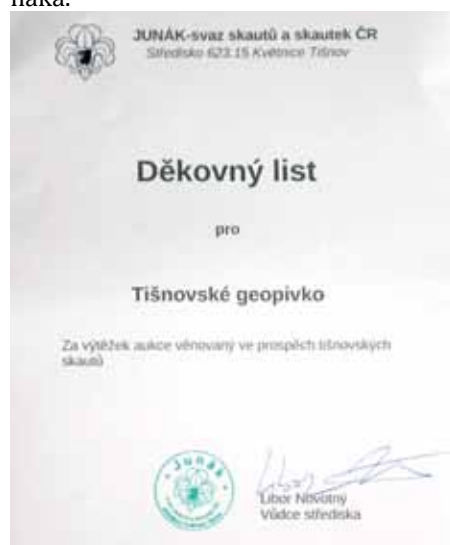 JUNÁK-svaz skautů a skautek ČR
Středisko 623.15 Květnice Tišnov
Děkovný list
pro
Tišnovské geopivko
Za výtěžek aukce věnovaný ve prospěch tišnovských
skautů
Junák
Libor Novotný
Vůdce střediska